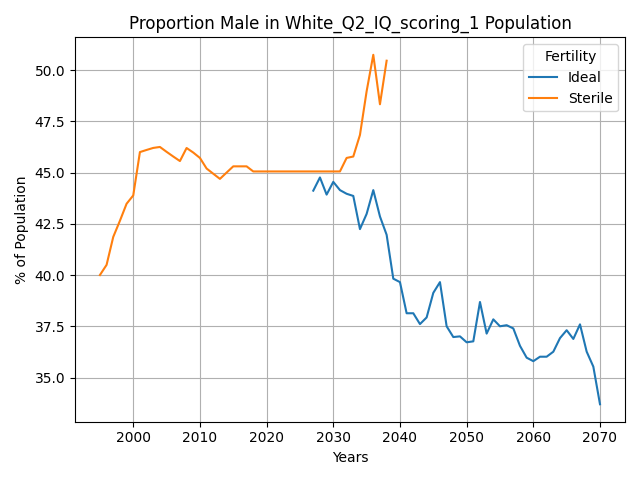 Proportion Male in White_Q2_IQ_scoring_1 Population
Fertility
Ideal
Sterile
% of Population
50.0
47.5
45.0
42.5
40.0
37.5
35.0
2000
2010
2020
2030
2040
2050
2060
2070
Years